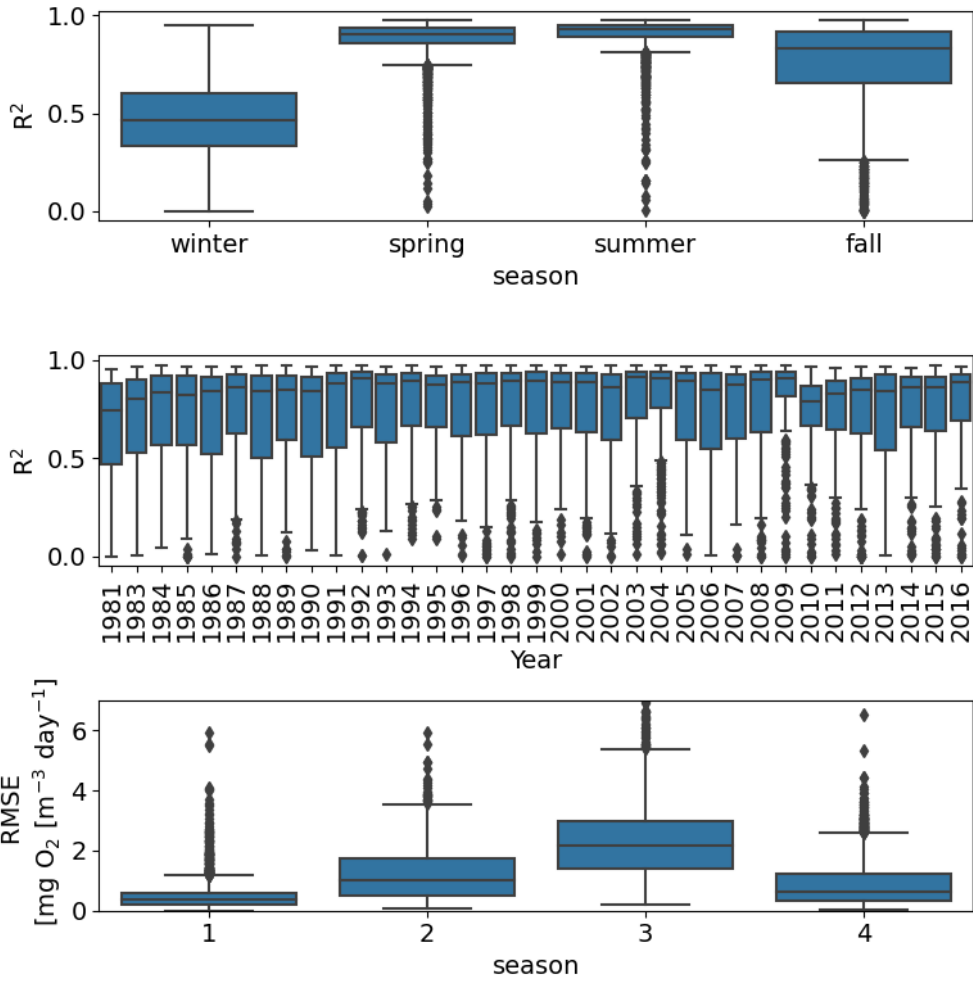 1.0
0.5
0.0
R²
winter spring summer fall
season
1.0
0.5
0.0
R²
1981 1983 1984 1985 1986 1987 1988 1989 1990 1991 1992 1993 1994 1995 1996 1997 1998 1999 2000 2001 2002 2003 2004 2005 2006 2007 2008 2009 2010 2011 2012 2013 2014 2015 2016
Year
6
4
2
0
RMSE
[mg O₂ [m⁻³ day⁻¹]
1 2 3 4
season